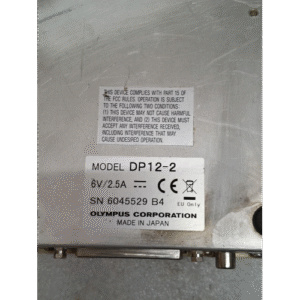 THIS DEVICE COMPLIES WITH PART 15 OF
THE FCC RULES. OPERATION IS SUBJECT
TO THE FOLLOWING TWO CONDITIONS:
(1) THIS DEVICE MAY NOT CAUSE HARMFUL
INTERFERENCE, AND (2) THIS DEVICE MUST
ACCEPT ANY INTERFERENCE RECEIVED,
INCLUDING INTERFERENCE THAT MAY
CAUSE UNDESIRED OPERATION.
MODEL DP12-2
6V/2.5A CE
SN 6045529 B4 EU Only
OLYMPUS CORPORATION
MADE IN JAPAN